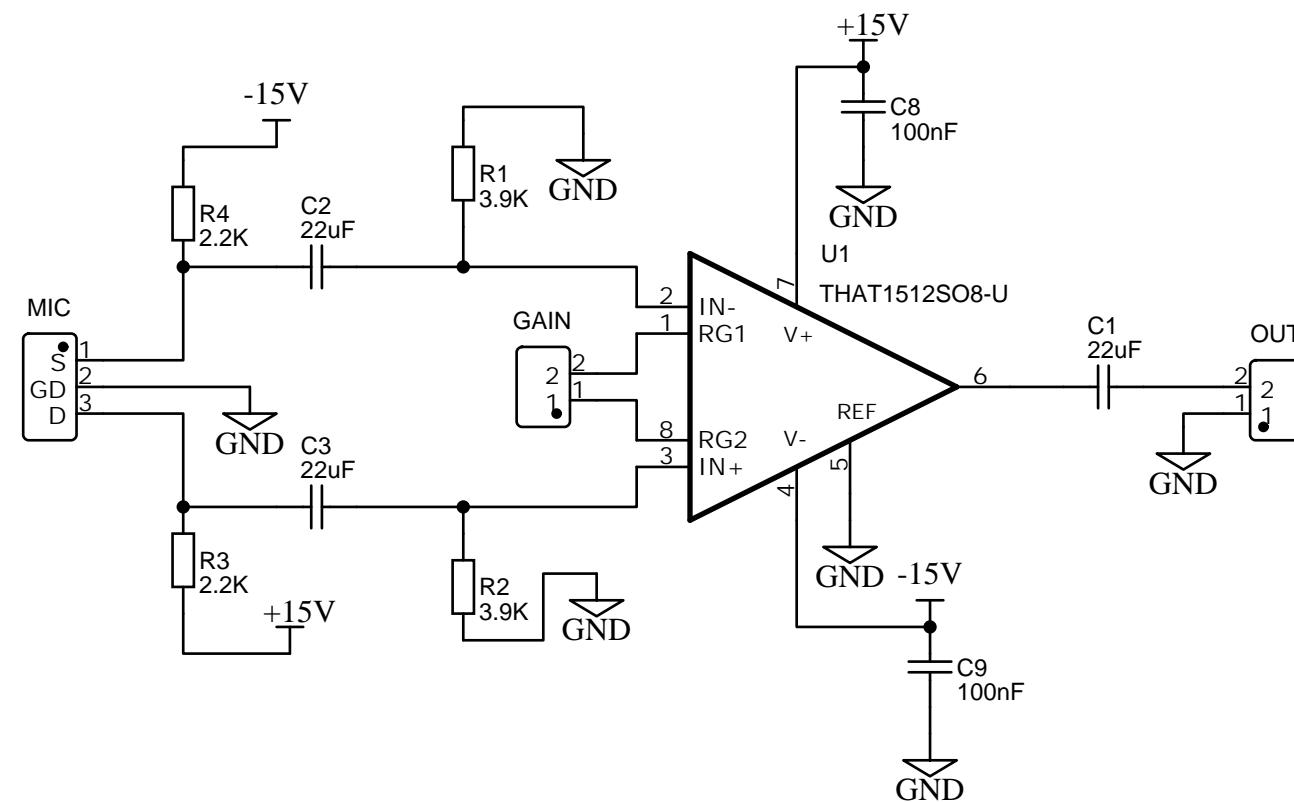 +15V
-15V
C8
100nF
R1
3.9K
GND
R4
2.2K
C2
22uF
GND
U1
THAT1512SO8-U
7
MIC
2
IN-
GAIN
1
RG1
V+
C1
22uF
OUT
S
1
2
2
6
2
2
GD
2
1
1
REF
1
1
D
3
GND
8
RG2
V-
5
C3
22uF
3
IN+
4
GND
R3
2.2K
R2
3.9K
GND
-15V
+15V
GND
C9
100nF
GND